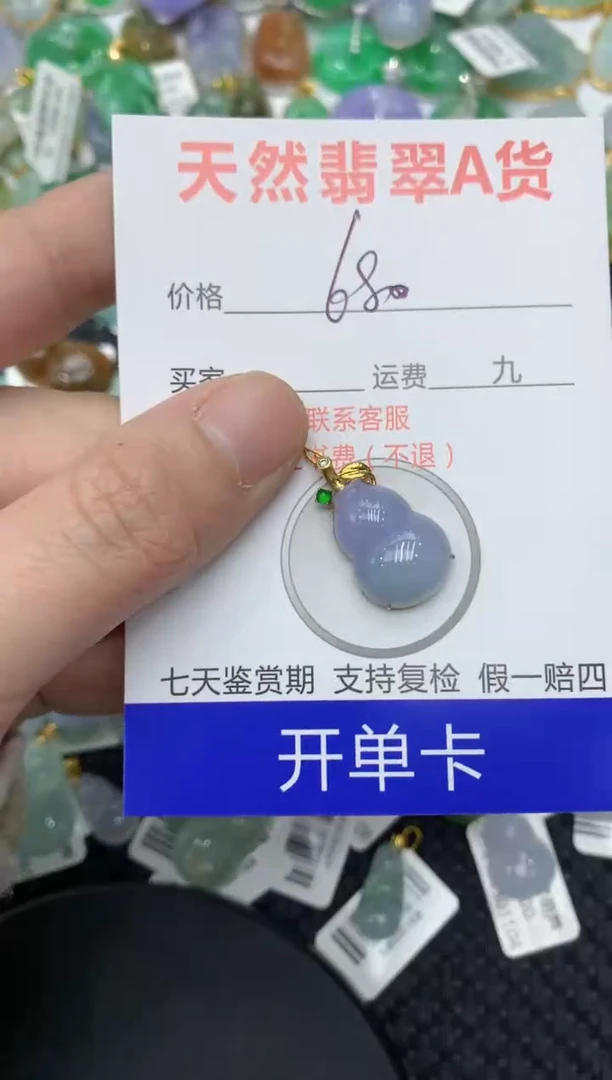 天然翡翠A货
价格 680
买家 运费 九
联系客服
费（不退）
七天鉴赏期 支持复检 假一赔四
开单卡